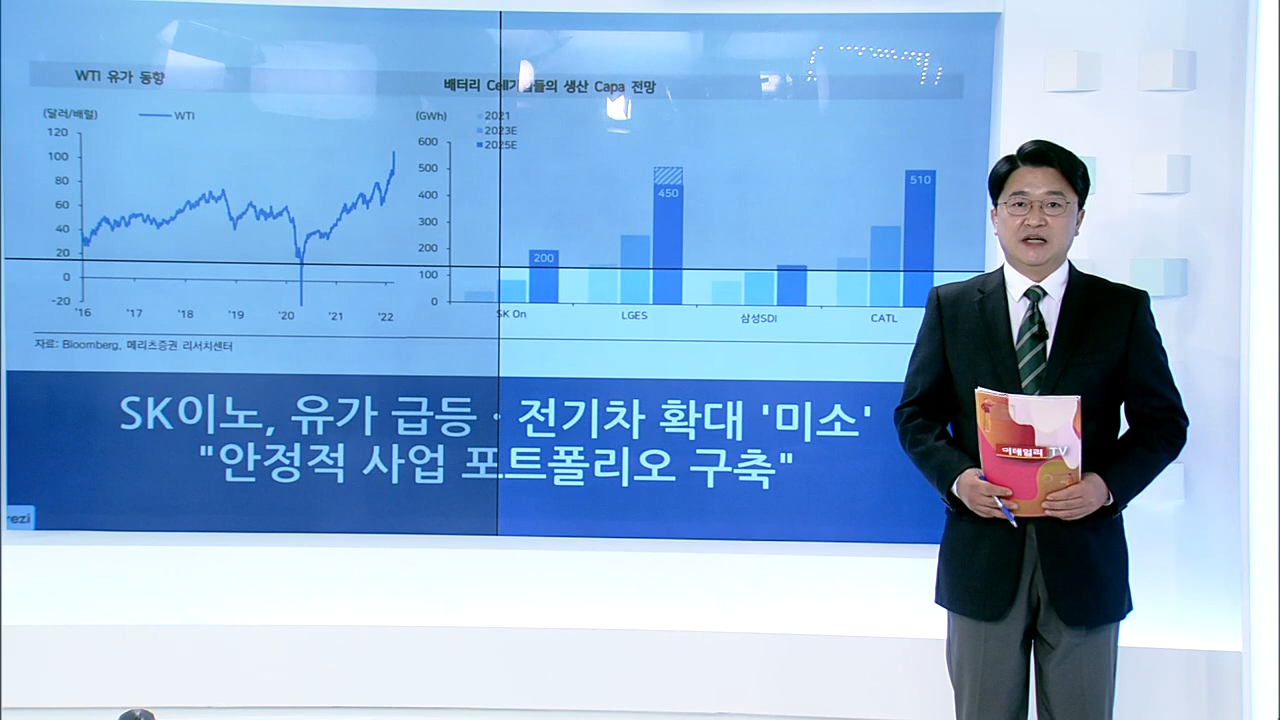 WTI 유가 동향
(달러/배럴)
WTI
120
100
80
60
40
20
0
-20
'16 '17 '18 '19 '20 '21 '22
배터리 Cell기업들의 생산 Capa 전망
(GWh)
2021
2023E
2025E
600
500
400
300
200
100
0
200
450
510
SK On LGES 삼성SDI CATL
자료: Bloomberg, 메리츠증권 리서치센터
SK이노, 유가 급등 · 전기차 확대 '미소'
"안정적 사업 포트폴리오 구축"
rezi
이데일리 TV